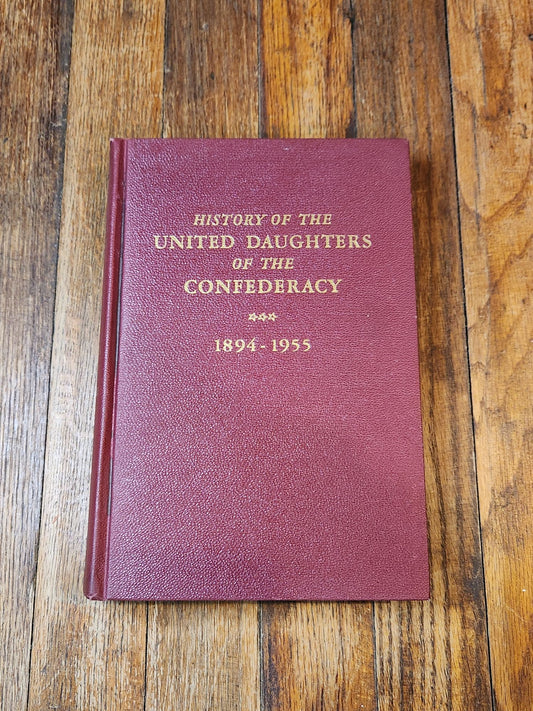 HISTORY OF THE
UNITED DAUGHTERS
OF THE
CONFEDERACY
1894 - 1955